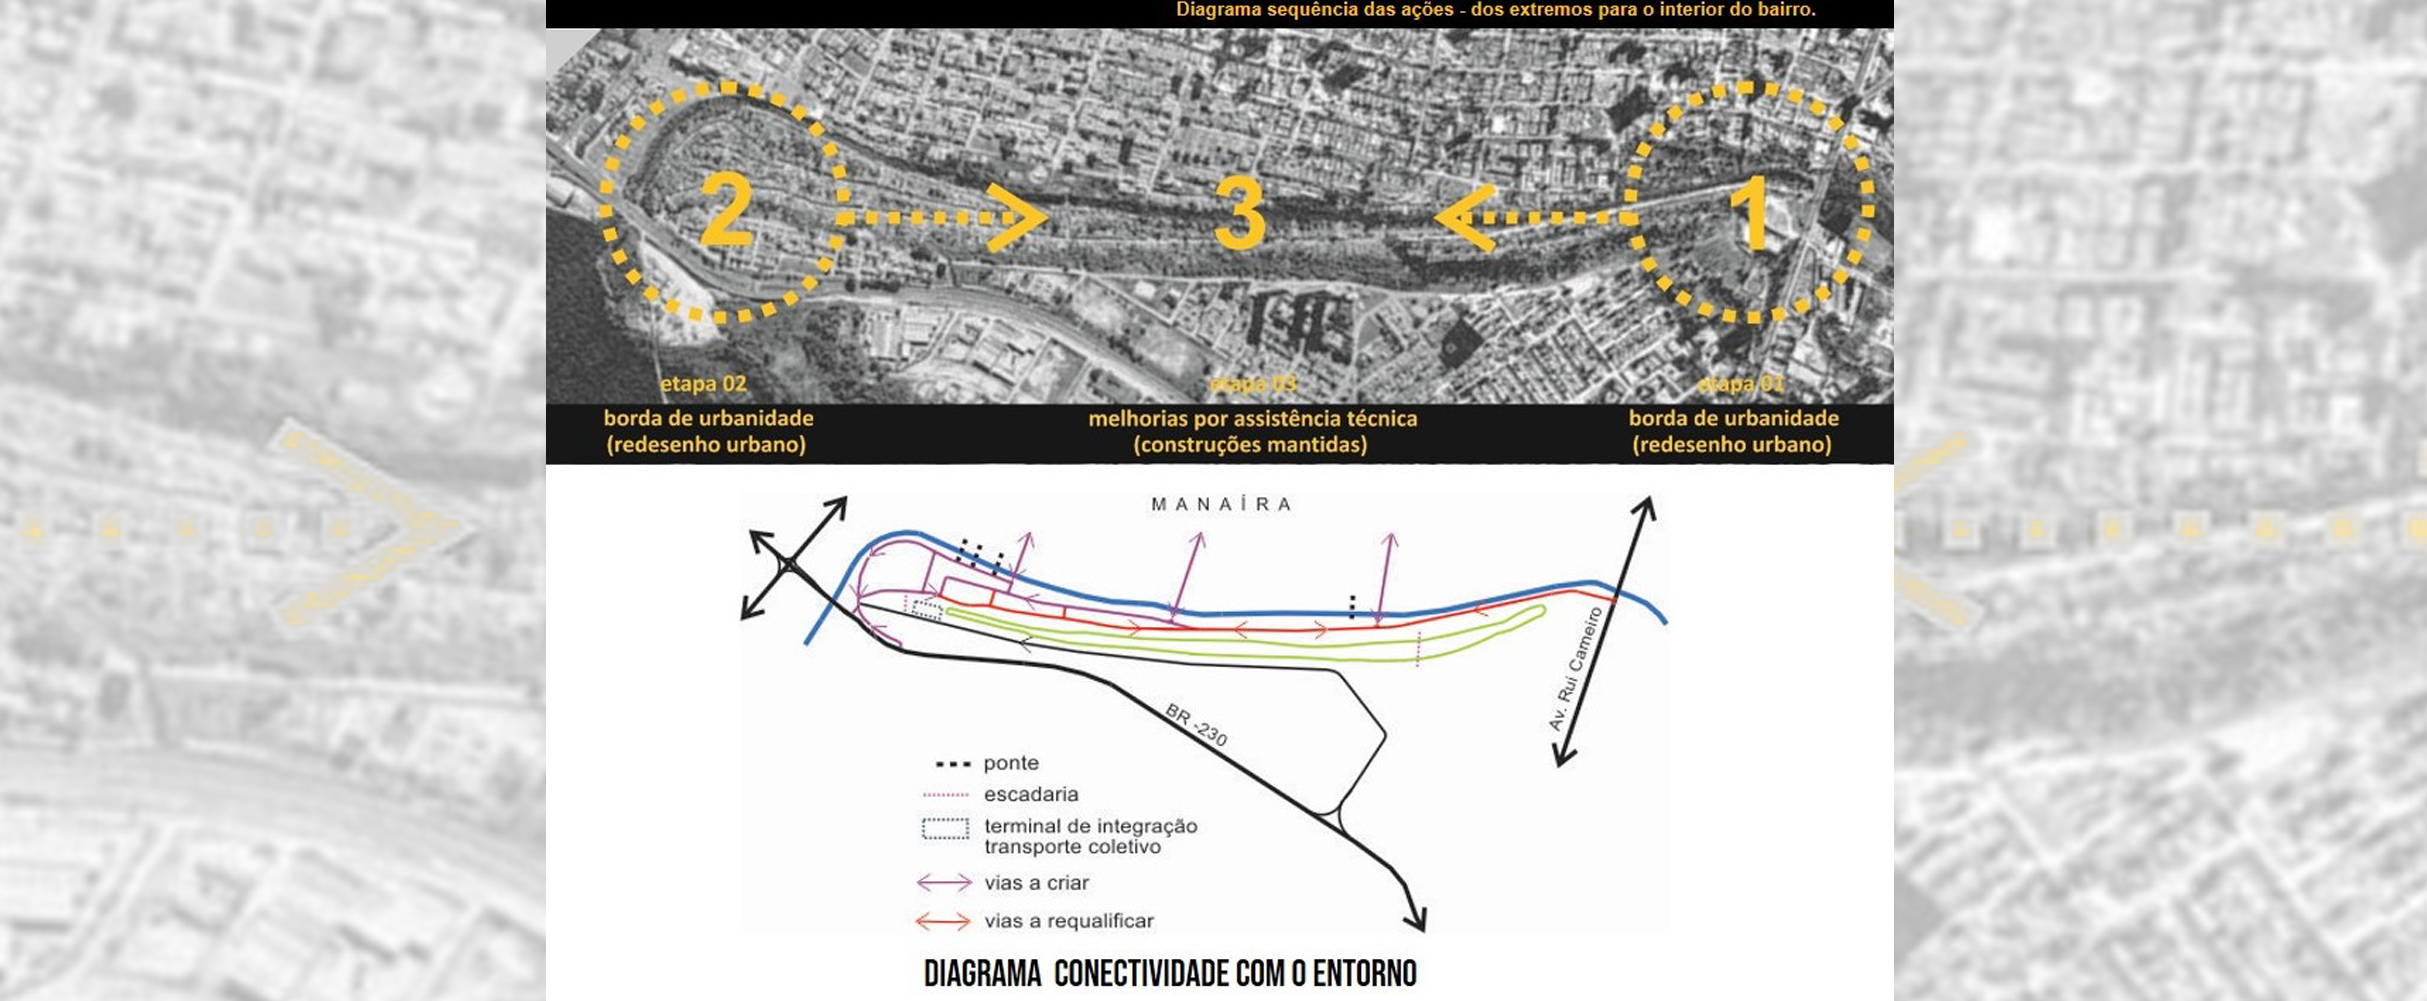 Diagrama sequência das ações - dos extremos para o interior do bairro.
2
3
1
etapa 02
etapa 03
etapa 01
borda de urbanidade
(redesenho urbano)
melhorias por assistência técnica
(construções mantidas)
borda de urbanidade
(redesenho urbano)
MANAÍRA
Av. Rui Carneiro
BR -230
ponte
escadaria
terminal de integração
transporte coletivo
vias a criar
vias a requalificar
DIAGRAMA CONECTIVIDADE COM O ENTORNO